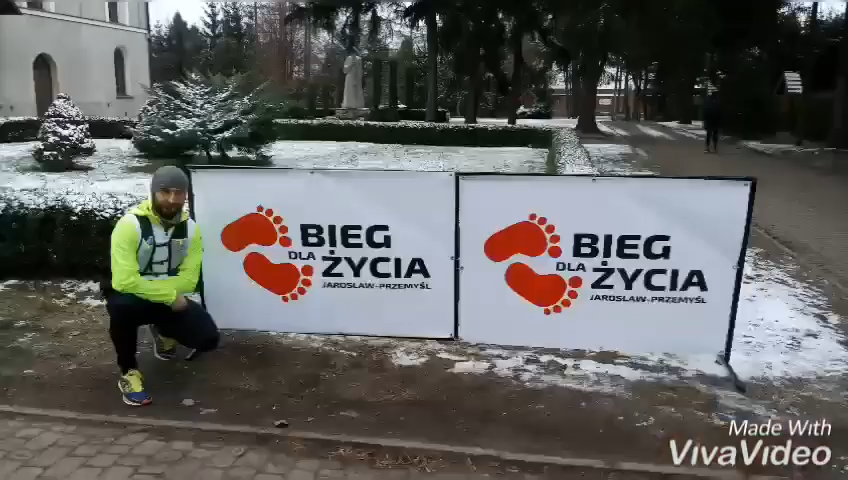 BIEG
DLA ŻYCIA
JAROSŁAW-PRZEMYŚL
BIEG
DLA ŻYCIA
JAROSŁAW-PRZEMYŚL
Made With
VivaVideo